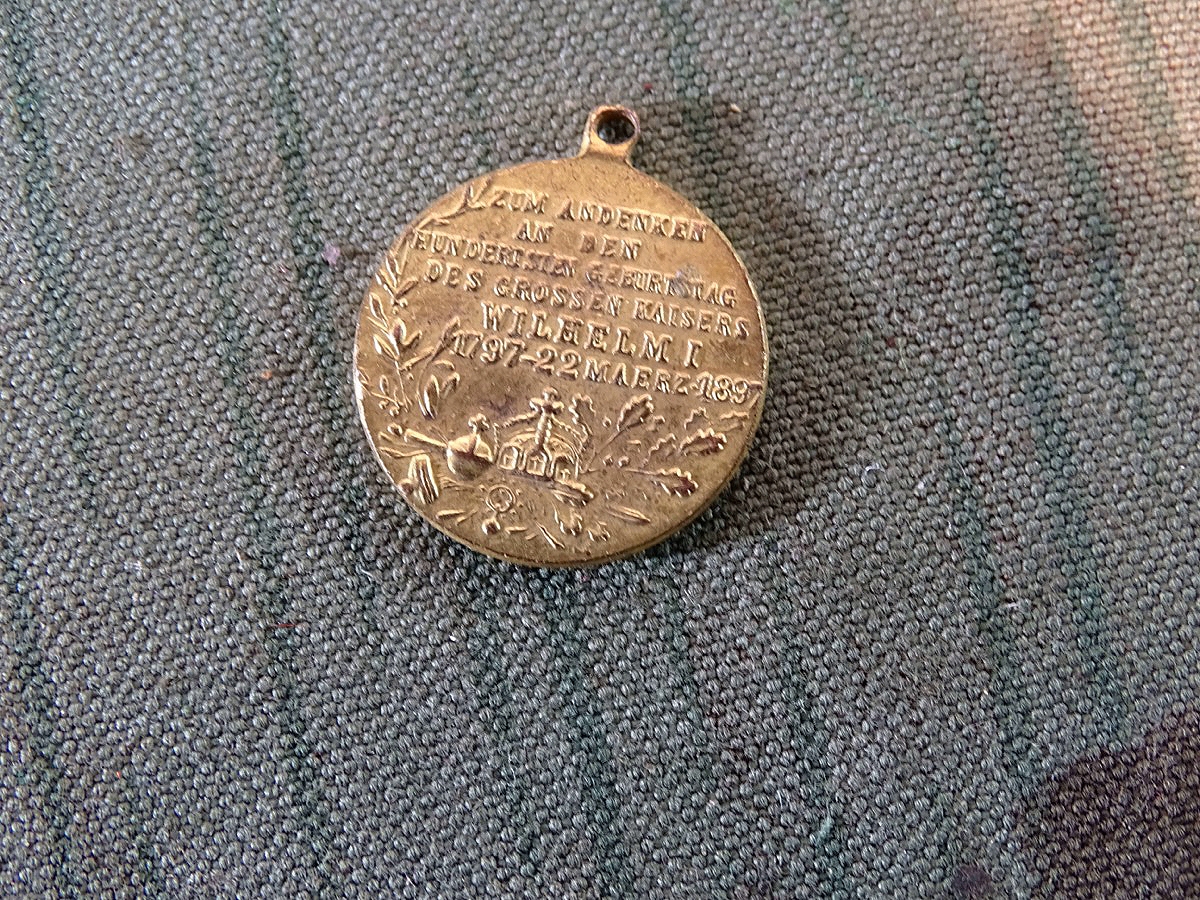 ZUM ANDENKEN
AN DEN
HUNDERTSTEN GEBURTSTAG
DES GROSSEN KAISERS
WILHELM I
1797-22 MAERZ-1897